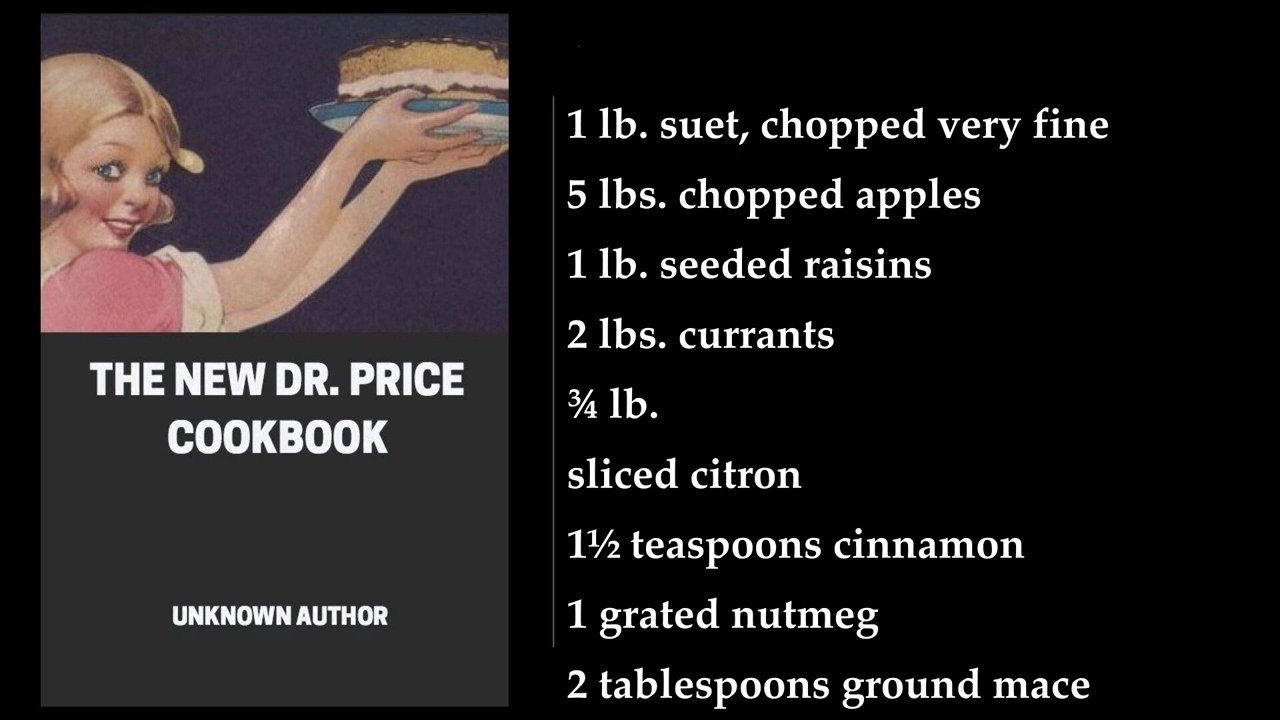 THE NEW DR. PRICE
COOKBOOK
UNKNOWN AUTHOR
1 lb. suet, chopped very fine
5 lbs. chopped apples
1 lb. seeded raisins
2 lbs. currants
¾ lb.
sliced citron
1½ teaspoons cinnamon
1 grated nutmeg
2 tablespoons ground mace